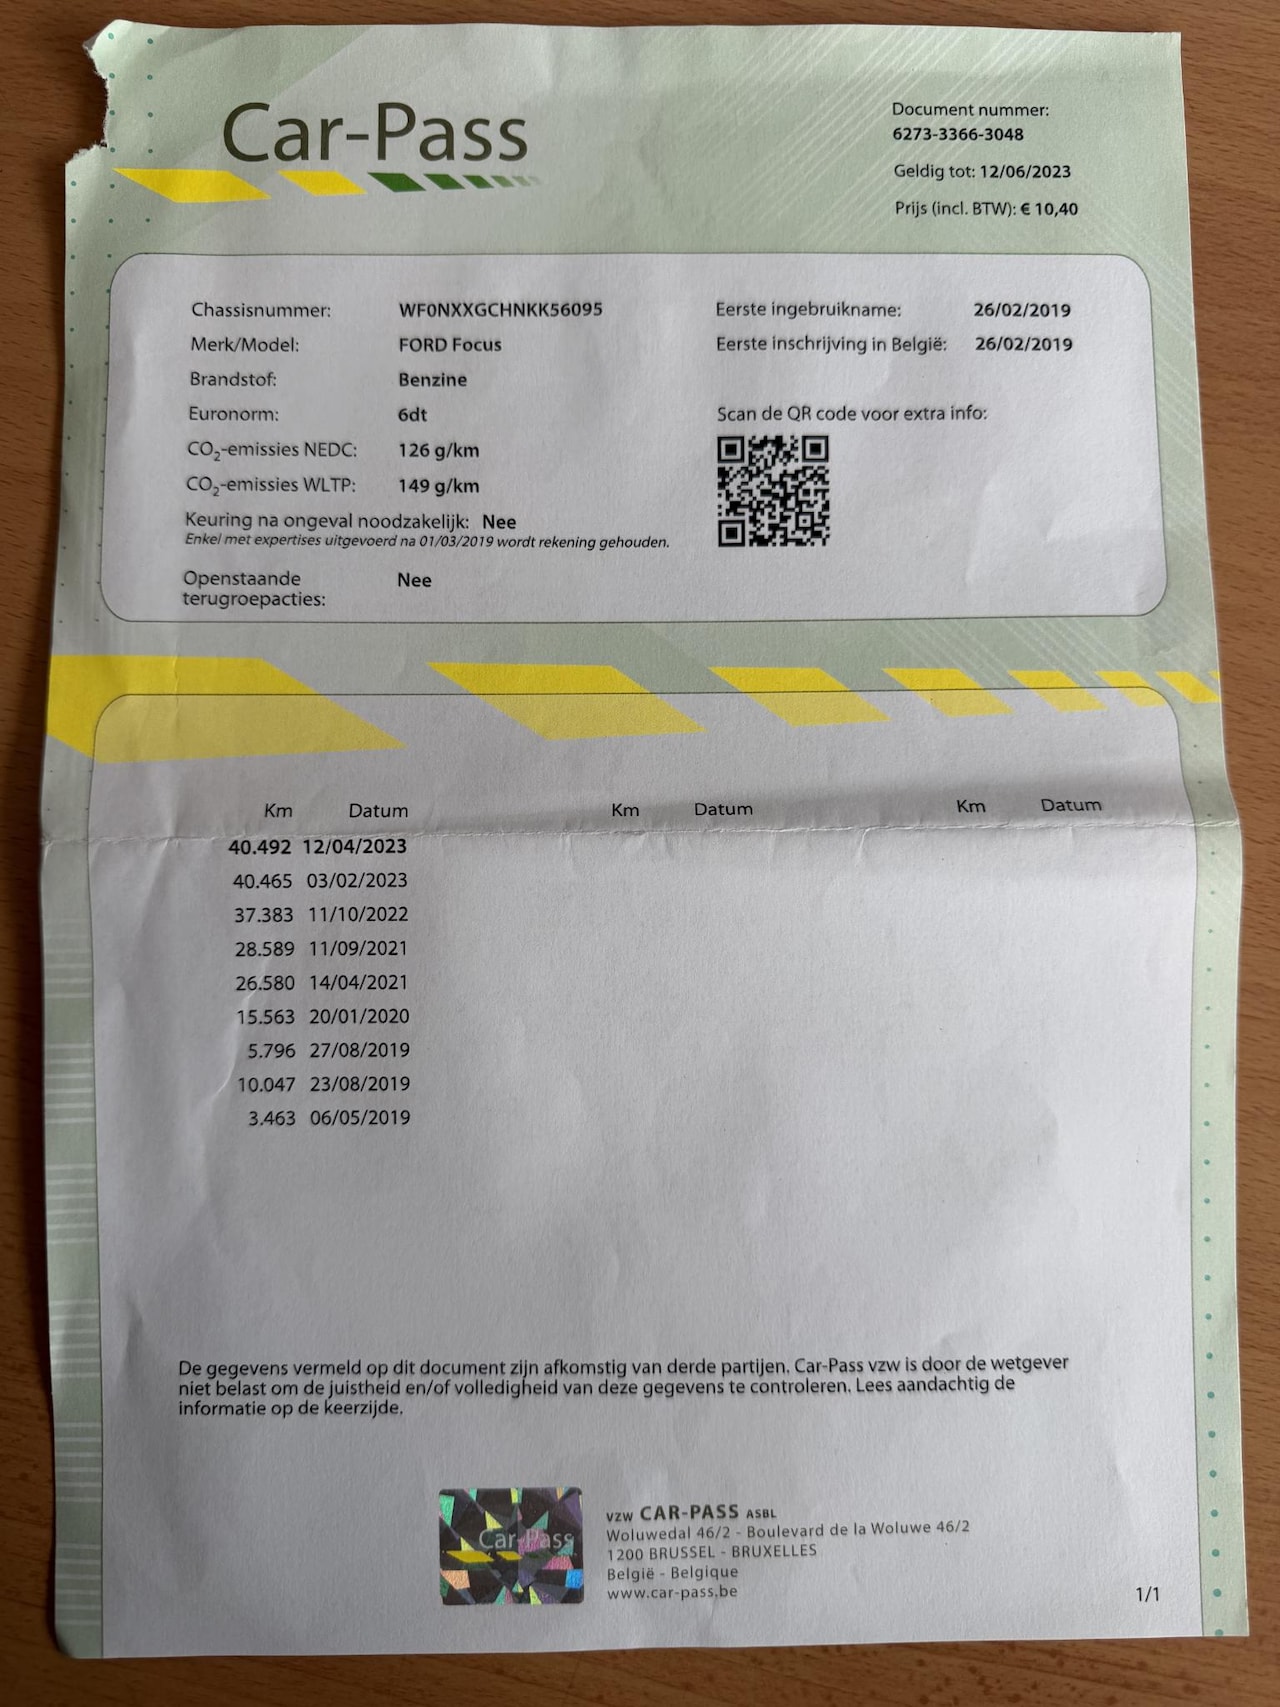 Car-Pass
Document nummer:
6273-3366-3048
Geldig tot: 12/06/2023
Prijs (incl. BTW): € 10,40
Chassisnummer: WF0NXXGCHNKK56095
Merk/Model: FORD Focus
Brandstof: Benzine
Euronorm: 6dt
CO₂-emissies NEDC: 126 g/km
CO₂-emissies WLTP: 149 g/km
Keuring na ongeval noodzakelijk: Nee
Enkel met expertises uitgevoerd na 01/03/2019 wordt rekening gehouden.
Openstaande Nee
terugroepacties:
Eerste ingebruikname: 26/02/2019
Eerste inschrijving in België: 26/02/2019
Scan de QR code voor extra info:
Km Datum Km Datum Km Datum
40.492 12/04/2023
40.465 03/02/2023
37.383 11/10/2022
28.589 11/09/2021
26.580 14/04/2021
15.563 20/01/2020
5.796 27/08/2019
10.047 23/08/2019
3.463 06/05/2019
De gegevens vermeld op dit document zijn afkomstig van derde partijen. Car-Pass vzw is door de wetgever
niet belast om de juistheid en/of volledigheid van deze gegevens te controleren. Lees aandachtig de
informatie op de keerzijde.
Car-Pass
vzw CAR-PASS ASBL
Woluwedal 46/2 - Boulevard de la Woluwe 46/2
1200 BRUSSEL - BRUXELLES
België - Belgique
www.car-pass.be
1/1